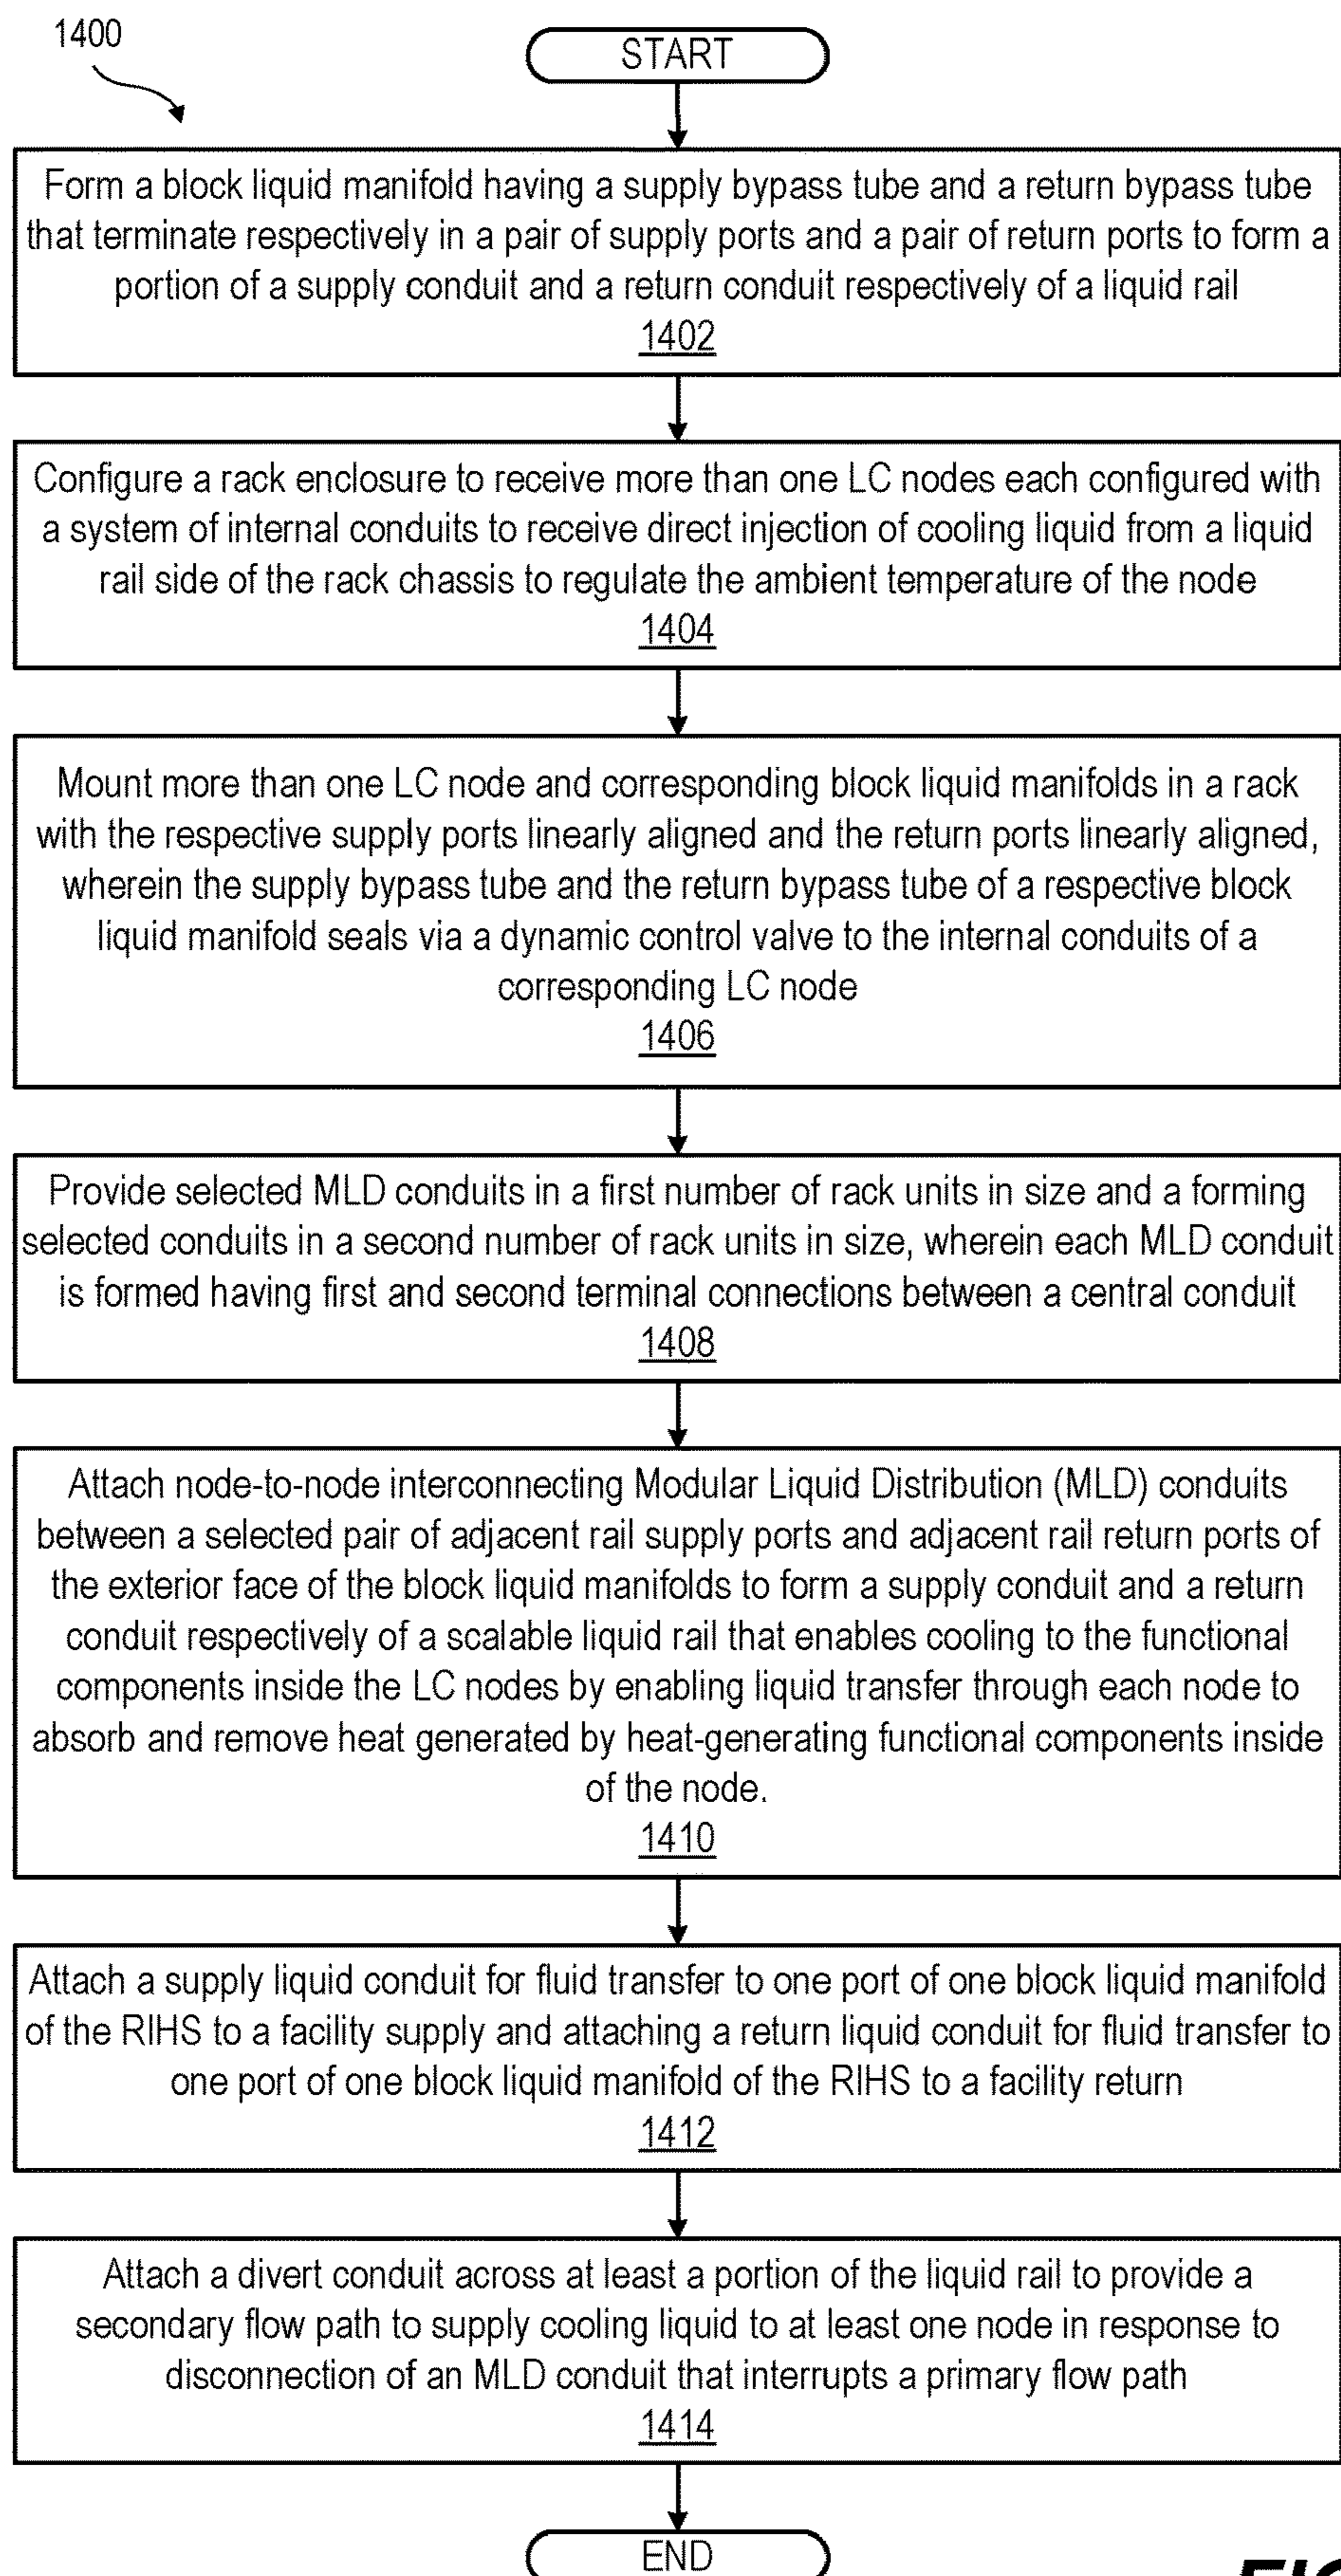 1400
START
Form a block liquid manifold having a supply bypass tube and a return bypass tube
that terminate respectively in a pair of supply ports and a pair of return ports to form a
portion of a supply conduit and a return conduit respectively of a liquid rail
1402
Configure a rack enclosure to receive more than one LC nodes each configured with
a system of internal conduits to receive direct injection of cooling liquid from a liquid
rail side of the rack chassis to regulate the ambient temperature of the node
1404
Mount more than one LC node and corresponding block liquid manifolds in a rack
with the respective supply ports linearly aligned and the return ports linearly aligned,
wherein the supply bypass tube and the return bypass tube of a respective block
liquid manifold seals via a dynamic control valve to the internal conduits of a
corresponding LC node
1406
Provide selected MLD conduits in a first number of rack units in size and a forming
selected conduits in a second number of rack units in size, wherein each MLD conduit
is formed having first and second terminal connections between a central conduit
1408
Attach node-to-node interconnecting Modular Liquid Distribution (MLD) conduits
between a selected pair of adjacent rail supply ports and adjacent rail return ports of
the exterior face of the block liquid manifolds to form a supply conduit and a return
conduit respectively of a scalable liquid rail that enables cooling to the functional
components inside the LC nodes by enabling liquid transfer through each node to
absorb and remove heat generated by heat-generating functional components inside
of the node.
1410
Attach a supply liquid conduit for fluid transfer to one port of one block liquid manifold
of the RIHS to a facility supply and attaching a return liquid conduit for fluid transfer to
one port of one block liquid manifold of the RIHS to a facility return
1412
Attach a divert conduit across at least a portion of the liquid rail to provide a
secondary flow path to supply cooling liquid to at least one node in response to
disconnection of an MLD conduit that interrupts a primary flow path
1414
END